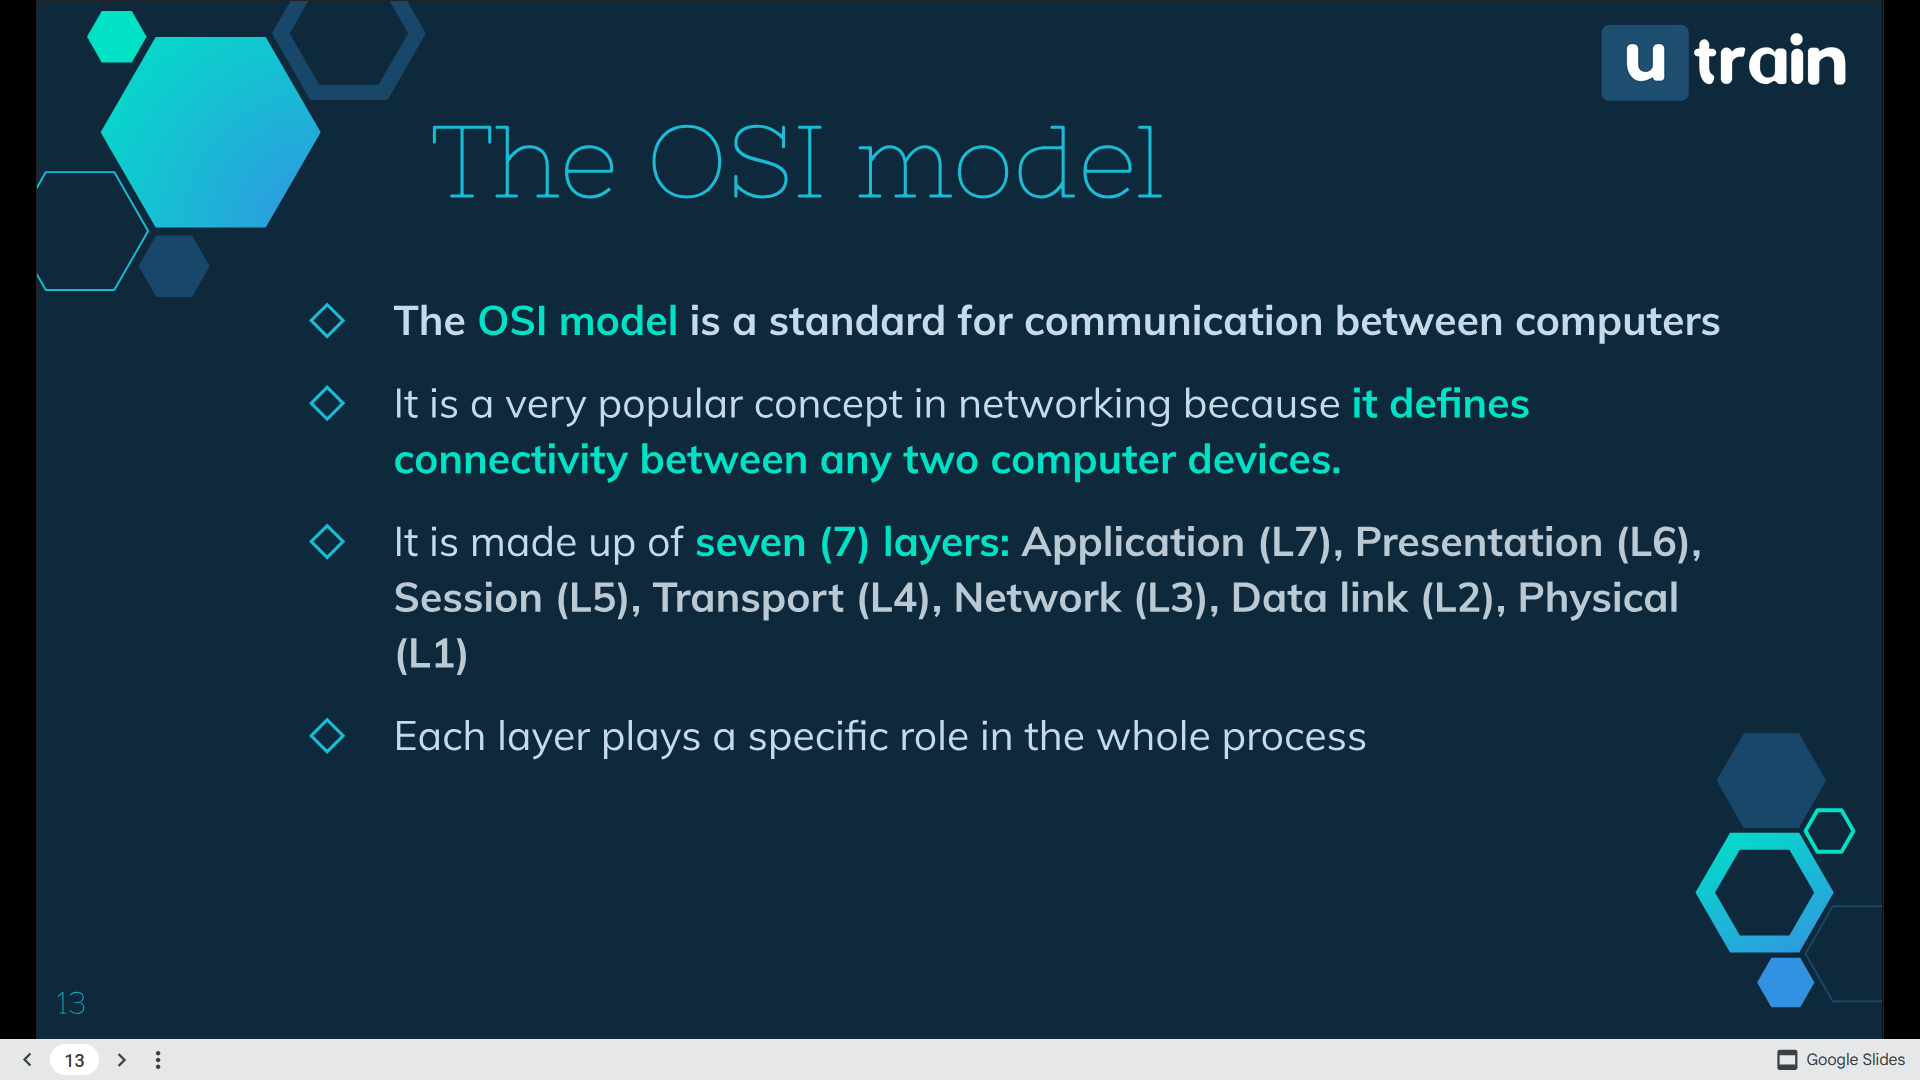 u train
The OSI model
The OSI model is a standard for communication between computers
It is a very popular concept in networking because it defines
connectivity between any two computer devices.
It is made up of seven (7) layers: Application (L7), Presentation (L6),
Session (L5), Transport (L4), Network (L3), Data link (L2), Physical
(L1)
Each layer plays a specific role in the whole process
13
13
Google Slides